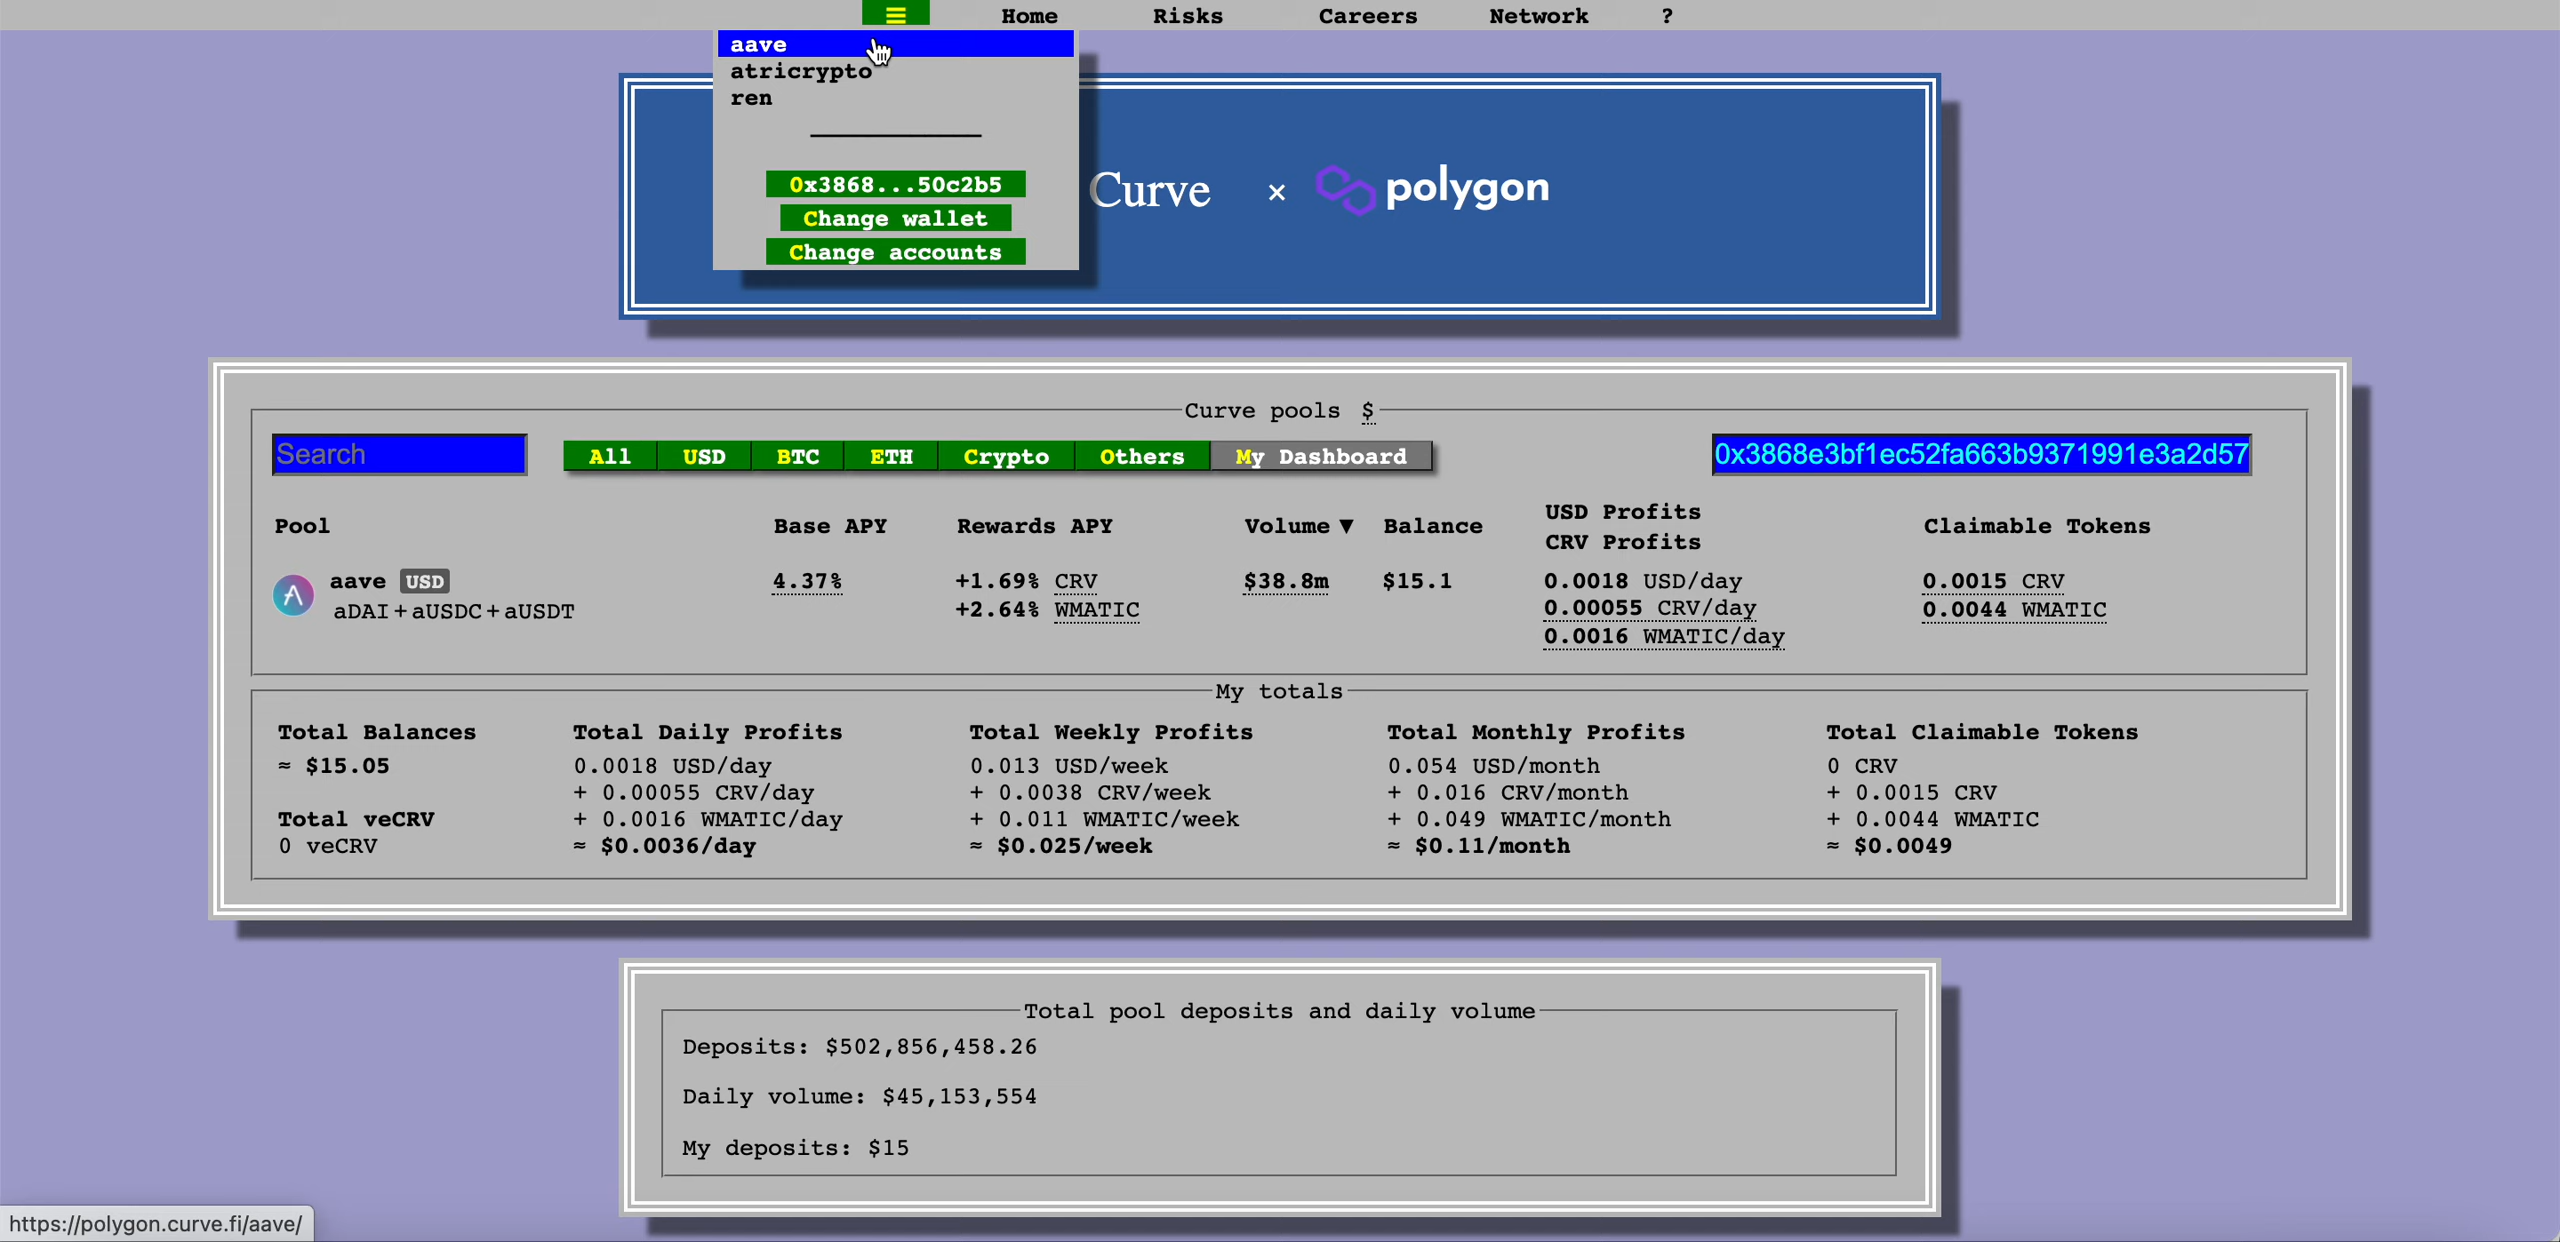 ☰ Home Risks Careers Network ?
aave
atricrypto
ren
0x3868...50c2b5
Change wallet
Change accounts
Curve × polygon
Curve pools $
Search All USD BTC ETH Crypto Others My Dashboard 0x3868e3bf1ec52fa663b9371991e3a2d57
Pool Base APY Rewards APY Volume ▼ Balance USD Profits Claimable Tokens
CRV Profits
aave USD 4.37% +1.69% CRV $38.8m $15.1 0.0018 USD/day 0.0015 CRV
aDAI+aUSDC+aUSDT +2.64% WMATIC 0.00055 CRV/day 0.0044 WMATIC
0.0016 WMATIC/day
My totals
Total Balances Total Daily Profits Total Weekly Profits Total Monthly Profits Total Claimable Tokens
≈ $15.05 0.0018 USD/day 0.013 USD/week 0.054 USD/month 0 CRV
+ 0.00055 CRV/day + 0.0038 CRV/week + 0.016 CRV/month + 0.0015 CRV
Total veCRV + 0.0016 WMATIC/day + 0.011 WMATIC/week + 0.049 WMATIC/month + 0.0044 WMATIC
0 veCRV ≈ $0.0036/day ≈ $0.025/week ≈ $0.11/month ≈ $0.0049
Total pool deposits and daily volume
Deposits: $502,856,458.26
Daily volume: $45,153,554
My deposits: $15
https://polygon.curve.fi/aave/